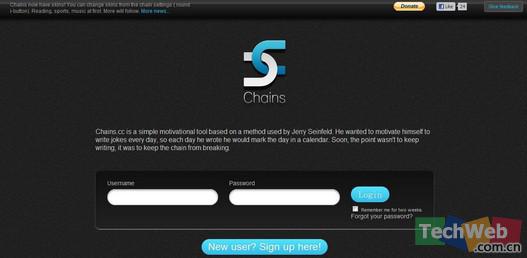 Chains now have skins! You can change skins from the chain settings ( round
i-button). Reading, sports, music at first. More will follow. More news...
Donate
Like
24
Give feedback
Chains
Chains.cc is a simple motivational tool based on a method used by Jerry Seinfeld. He wanted to motivate himself to
write jokes every day, so each day he wrote he would mark the day in a calendar. Soon, the point wasn't to keep
writing, it was to keep the chain from breaking.
Username
Password
Login
Remember me for two weeks
Forgot your password?
New user? Sign up here!
TechWeb
.com.cn